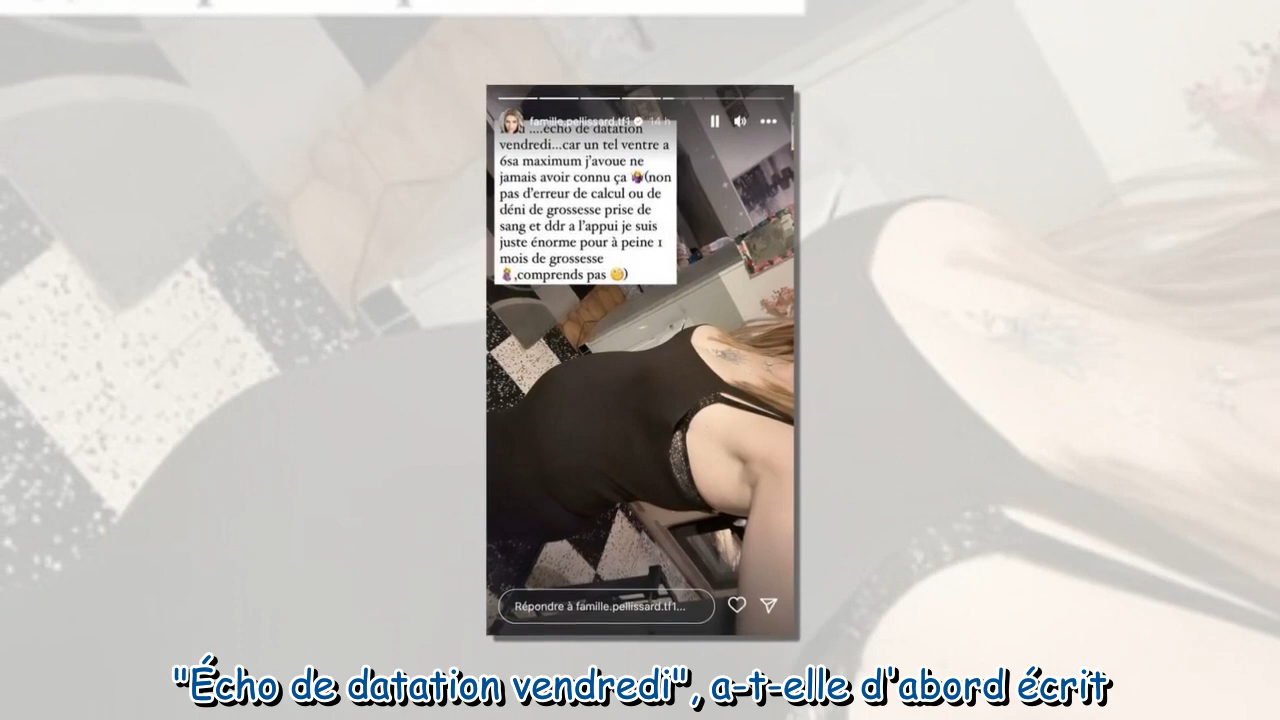 famille.pellissard.tf1 14 h
....écho de datation
vendredi...car un tel ventre a
6sa maximum j'avoue ne
jamais avoir connu ça 🤷‍♀️(non
pas d'erreur de calcul ou de
déni de grossesse prise de
sang et ddr a l'appui je suis
juste énorme pour à peine 1
mois de grossesse
🤰,comprends pas 🤔)
Répondre à famille.pellissard.tf1...
"Écho de datation vendredi", a-t-elle d'abord écrit